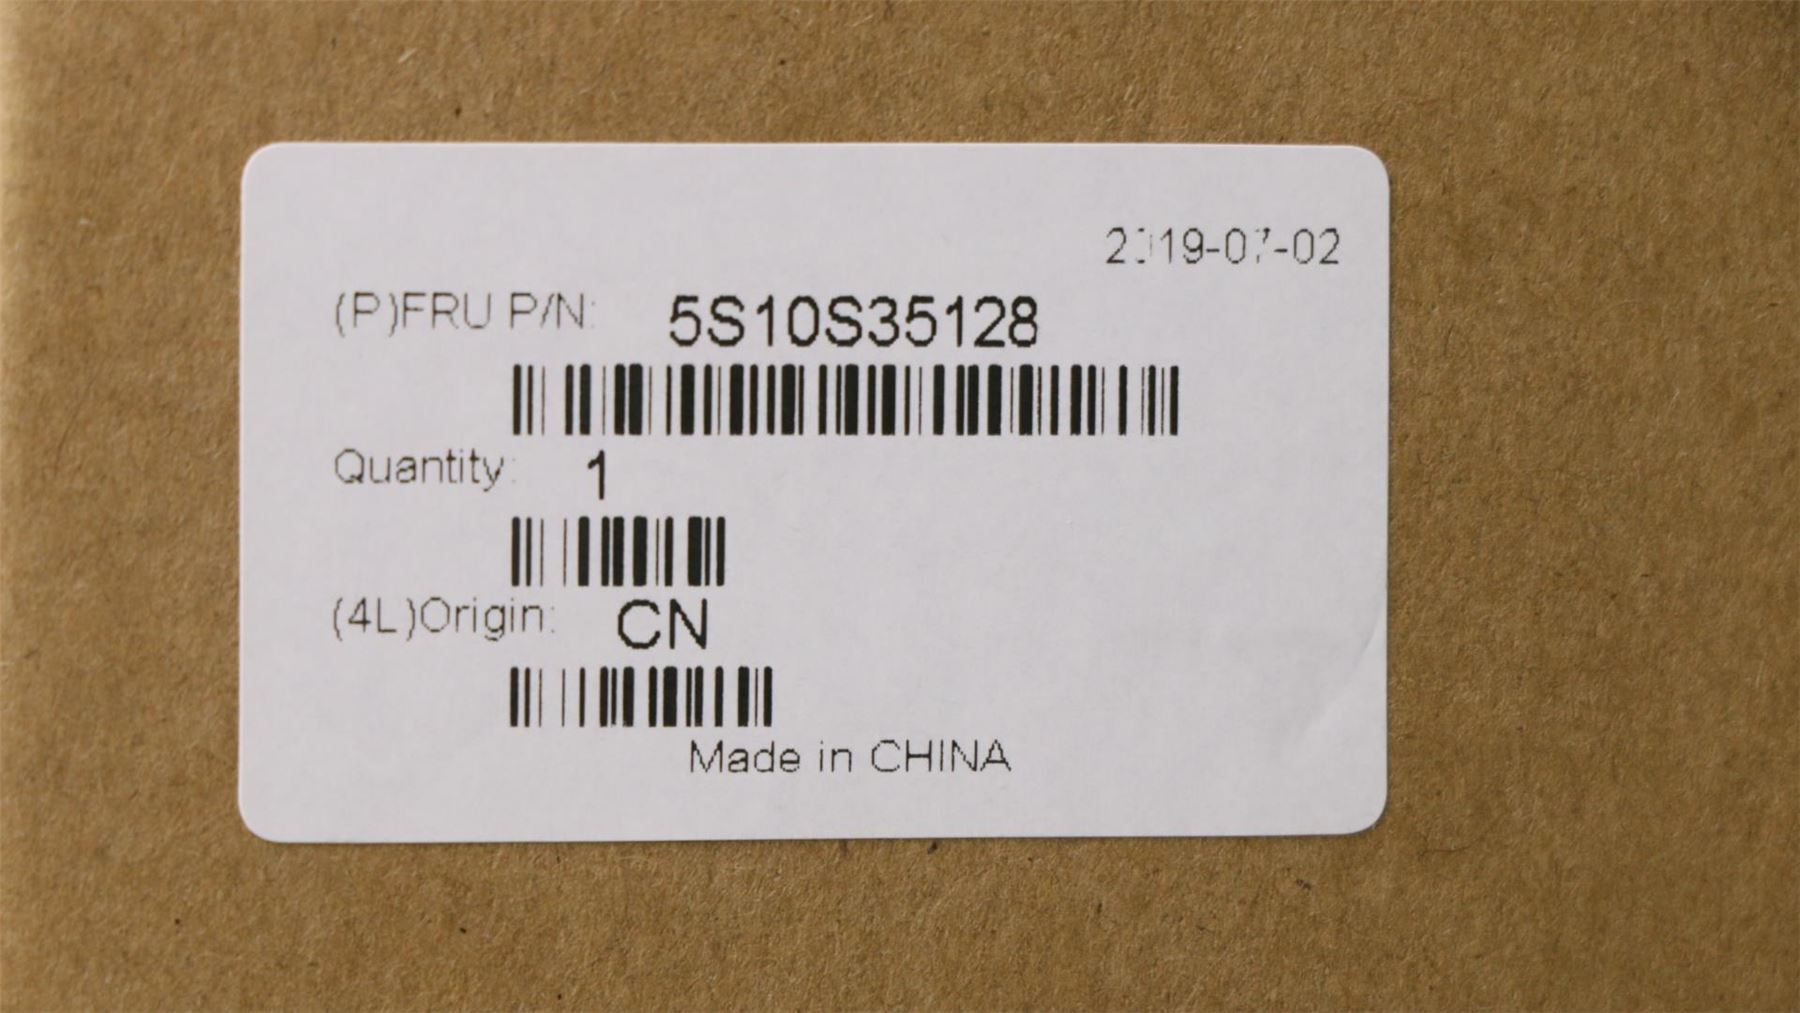 2019-07-02
(P)FRU P/N: 5S10S35128
Quantity: 1
(4L)Origin: CN
Made in CHINA